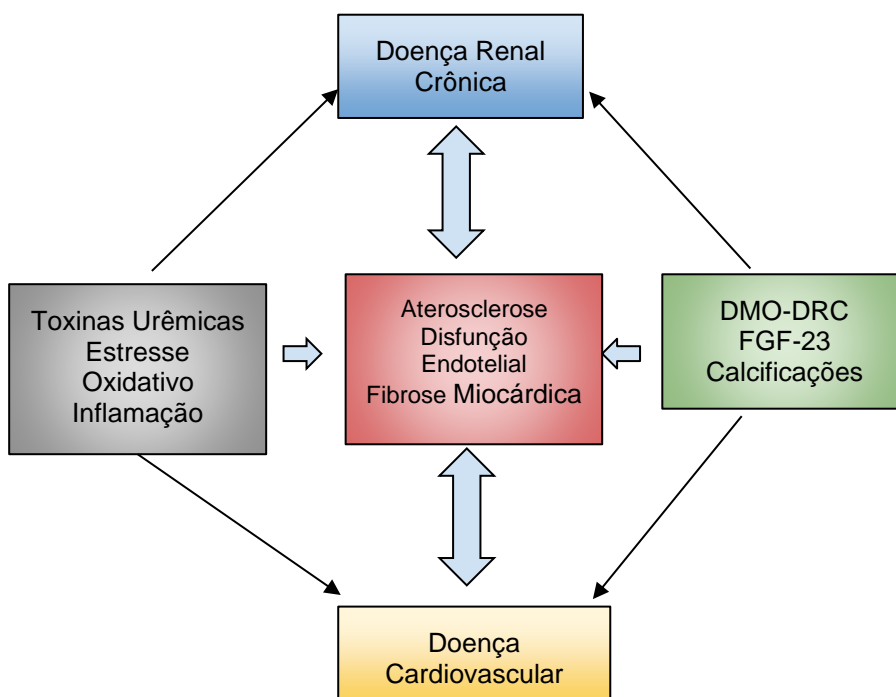 Doença Renal
Crônica
Toxinas Urêmicas
Estresse
Oxidativo
Inflamação
Aterosclerose
Disfunção
Endotelial
Fibrose Miocárdica
DMO-DRC
FGF-23
Calcificações
Doença
Cardiovascular